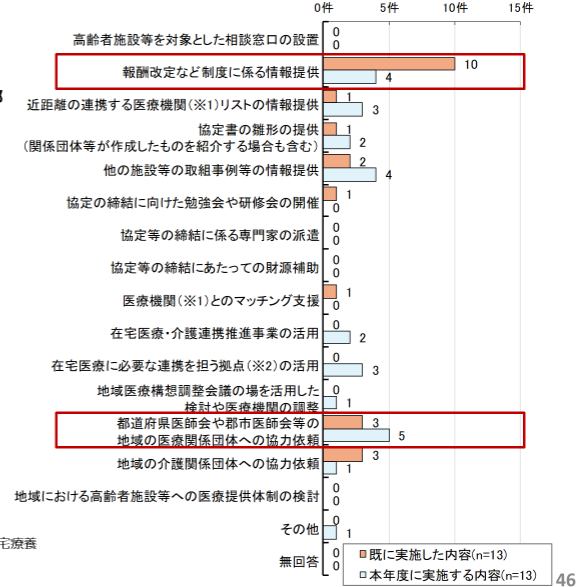 0件 5件 10件 15件
高齢者施設等を対象とした相談窓口の設置 0 0
報酬改定など制度に係る情報提供 10 4
近距離の連携する医療機関(※1)リストの情報提供 1 3
協定書の雛形の提供
(関係団体等が作成したものを紹介する場合も含む) 1 2
他の施設等の取組事例等の情報提供 2 4
協定の締結に向けた勉強会や研修会の開催 1 0
協定等の締結に係る専門家の派遣 0 0
協定等の締結にあたっての財源補助 0 0
医療機関(※1)とのマッチング支援 1 0
在宅医療・介護連携推進事業の活用 0 2
在宅医療に必要な連携を担う拠点(※2)の活用 0 3
地域医療構想調整会議の場を活用した
検討や医療機関の調整 0 1
都道府県医師会や郡市医師会等の
地域の医療関係団体への協力依頼 3 5
地域の介護関係団体への協力依頼 3 1
地域における高齢者施設等への医療提供体制の検討 0 0
その他 0 1
宅療養
無回答 0 0
既に実施した内容(n=13)
本年度に実施する内容(n=13)
46